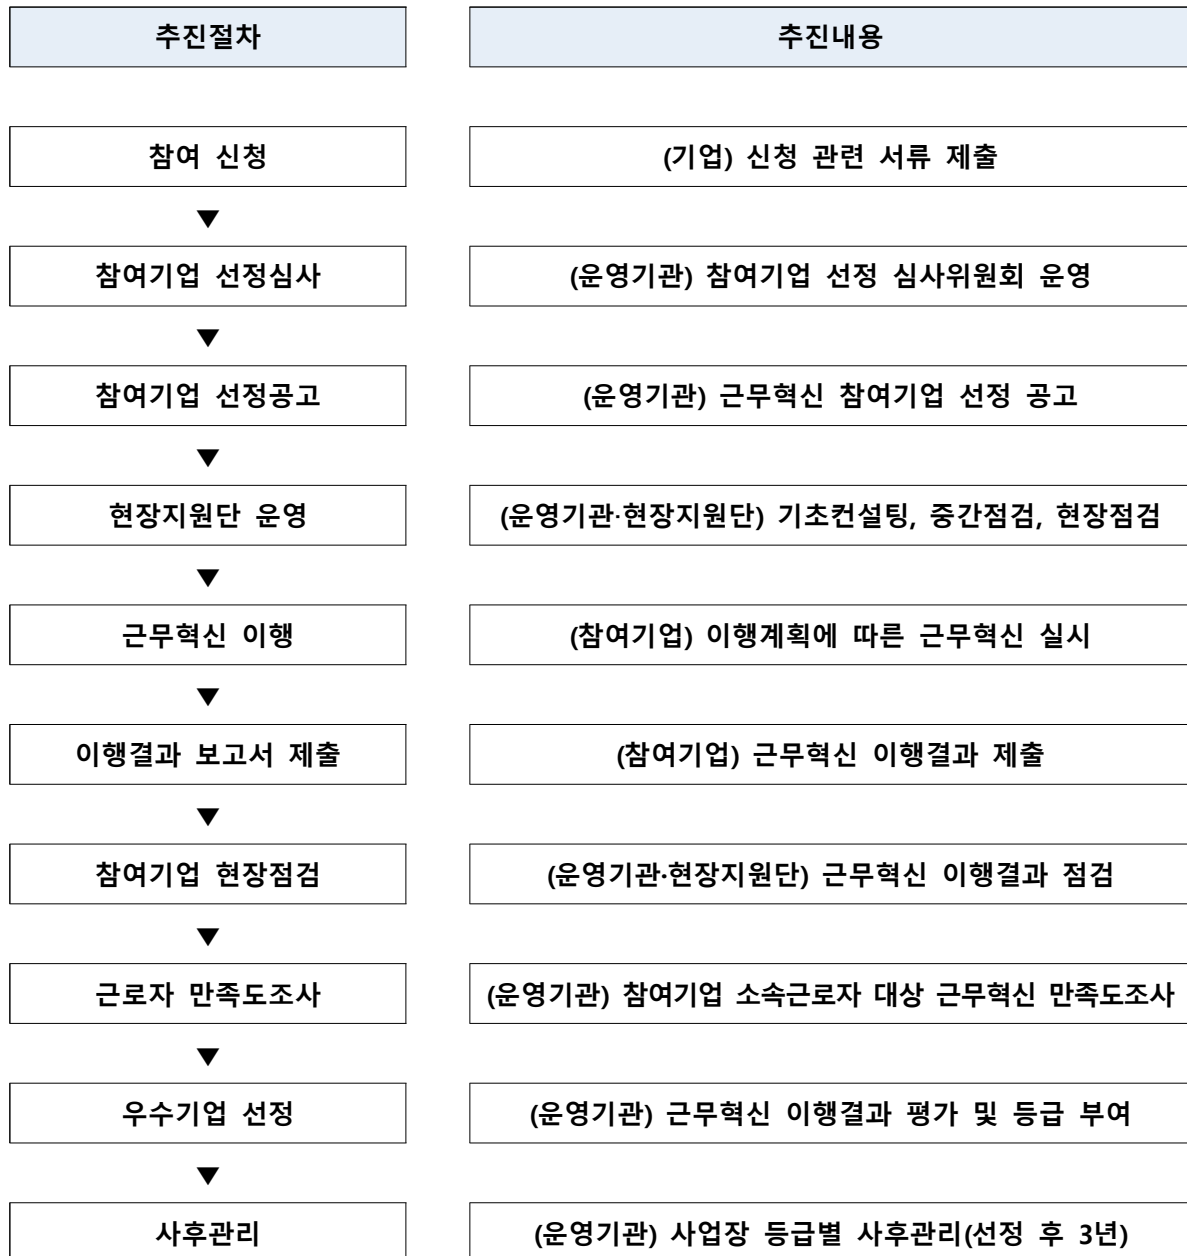 추진절차 추진내용
참여 신청 (기업) 신청 관련 서류 제출
▼
참여기업 선정심사 (운영기관) 참여기업 선정 심사위원회 운영
▼
참여기업 선정공고 (운영기관) 근무혁신 참여기업 선정 공고
▼
현장지원단 운영 (운영기관·현장지원단) 기초컨설팅, 중간점검, 현장점검
▼
근무혁신 이행 (참여기업) 이행계획에 따른 근무혁신 실시
▼
이행결과 보고서 제출 (참여기업) 근무혁신 이행결과 제출
▼
참여기업 현장점검 (운영기관·현장지원단) 근무혁신 이행결과 점검
▼
근로자 만족도조사 (운영기관) 참여기업 소속근로자 대상 근무혁신 만족도조사
▼
우수기업 선정 (운영기관) 근무혁신 이행결과 평가 및 등급 부여
▼
사후관리 (운영기관) 사업장 등급별 사후관리(선정 후 3년)